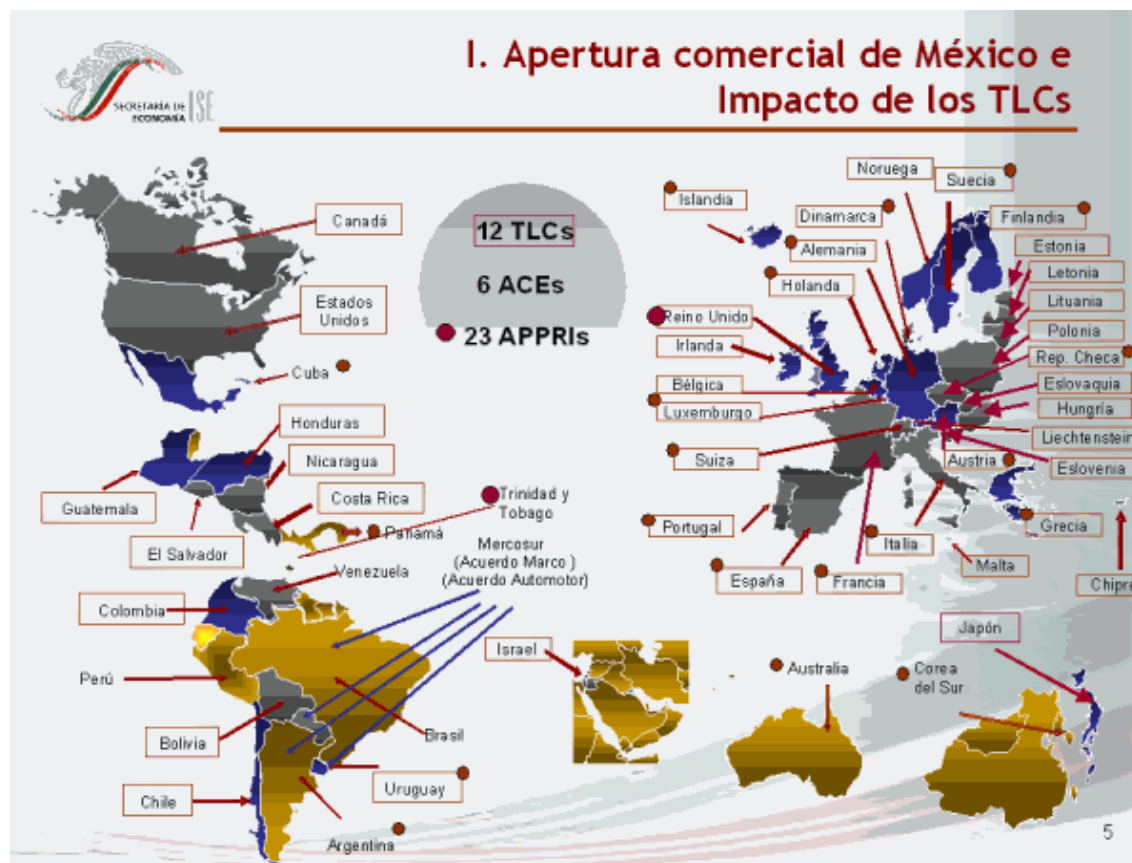 I. Apertura comercial de México e
Impacto de los TLCs
SECRETARÍA DE
ECONOMÍA
ISE
12 TLCs
6 ACEs
23 APPRIs
Canadá
Estados
Unidos
Cuba
Honduras
Nicaragua
Costa Rica
Guatemala
El Salvador
Panamá
Trinidad y
Tobago
Mercosur
(Acuerdo Marco )
(Acuerdo Automotor)
Venezuela
Colombia
Perú
Bolivia
Brasil
Chile
Uruguay
Argentina
Noruega
Suecia
Islandia
Dinamarca
Finlandia
Alemania
Estonia
Holanda
Letonia
Lituania
Reino Unido
Polonia
Irlanda
Rep. Checa
Bélgica
Eslovaquia
Luxemburgo
Hungría
Liechtenstein
Suiza
Austria
Eslovenia
Portugal
Italia
Grecia
España
Francia
Malta
Chipre
Israel
Australia
Corea
del Sur
Japón
5